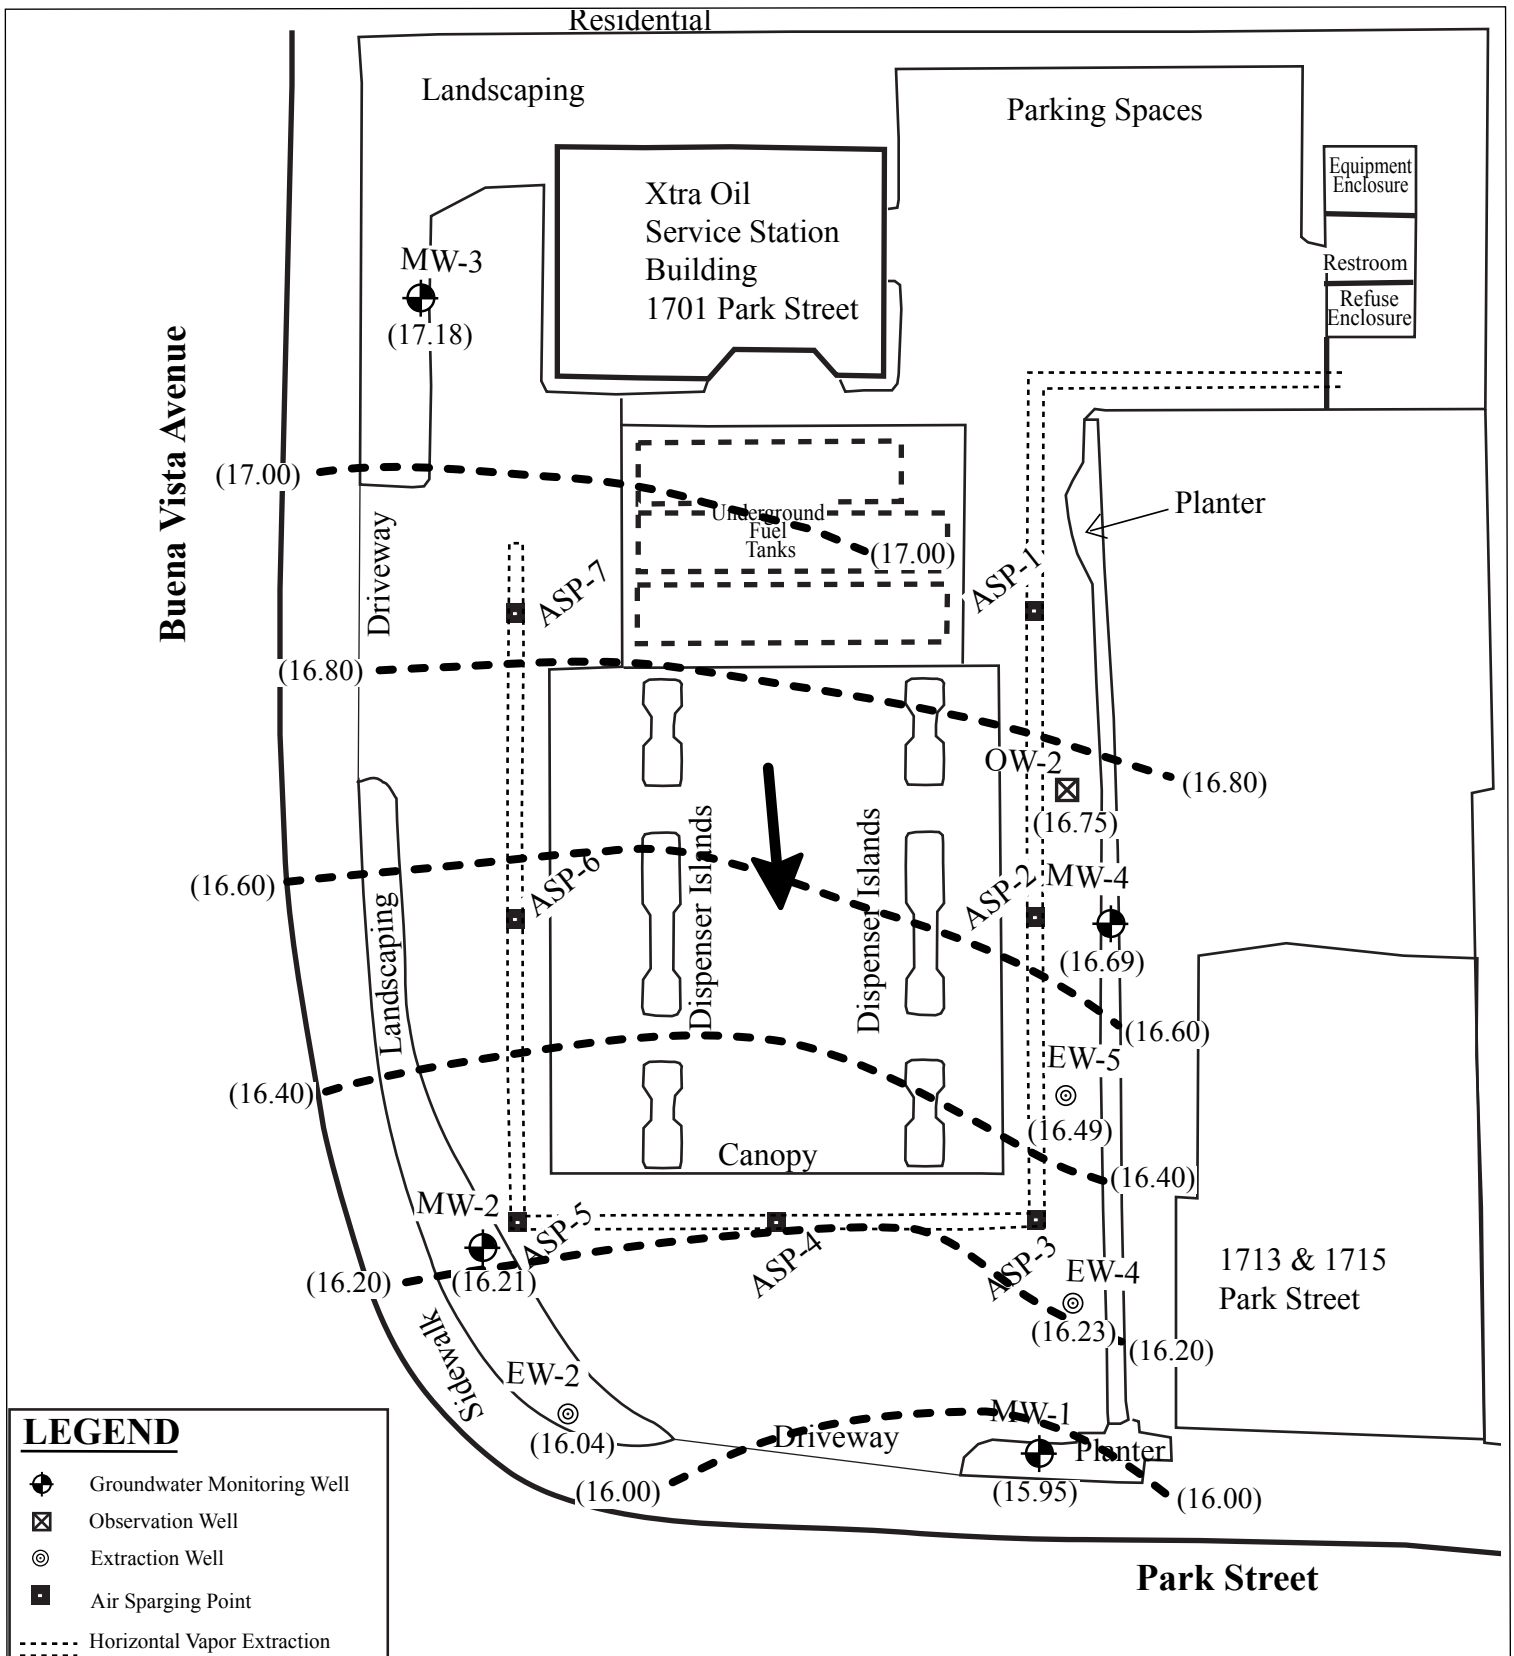 Residential
Landscaping
Parking Spaces
Equipment
Enclosure
Restroom
Refuse
Enclosure
Xtra Oil
Service Station
Building
1701 Park Street
MW-3
(17.18)
Buena Vista Avenue
(17.00)
Driveway
Underground
Fuel
Tanks
(17.00)
Planter
ASP-7
ASP-1
(16.80)
OW-2
(16.75)
(16.80)
(16.60)
ASP-6
Dispenser Islands
Dispenser Islands
ASP-2
MW-4
(16.69)
(16.60)
Landscaping
(16.40)
EW-5
(16.49)
(16.40)
Canopy
MW-2
(16.21)
(16.20)
ASP-5
ASP-4
ASP-3
EW-4
(16.23)
(16.20)
1713 & 1715
Park Street
Sidewalk
EW-2
(16.04)
(16.00)
Driveway
MW-1
(15.95)
Planter
(16.00)
Park Street
LEGEND
Groundwater Monitoring Well
Observation Well
Extraction Well
Air Sparging Point
Horizontal Vapor Extraction